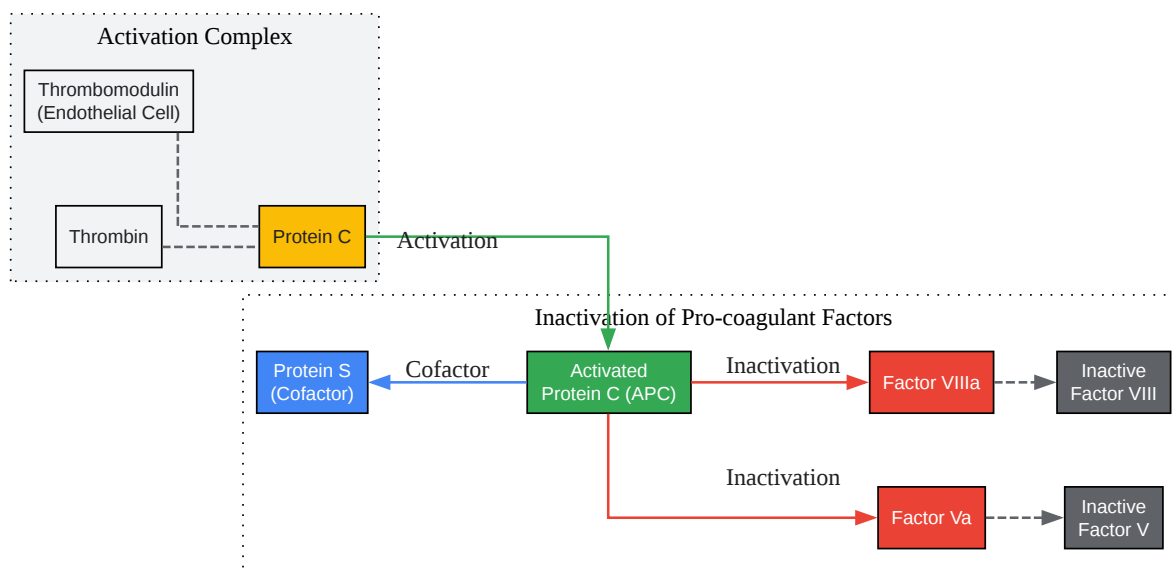 Activation Complex
Thrombomodulin
(Endothelial Cell)
Thrombin
Protein C
Activation
Inactivation of Pro-coagulant Factors
Protein S
(Cofactor)
Cofactor
Activated
Protein C (APC)
Inactivation
Factor VIIIa
Inactive
Factor VIII
Inactivation
Factor Va
Inactive
Factor V